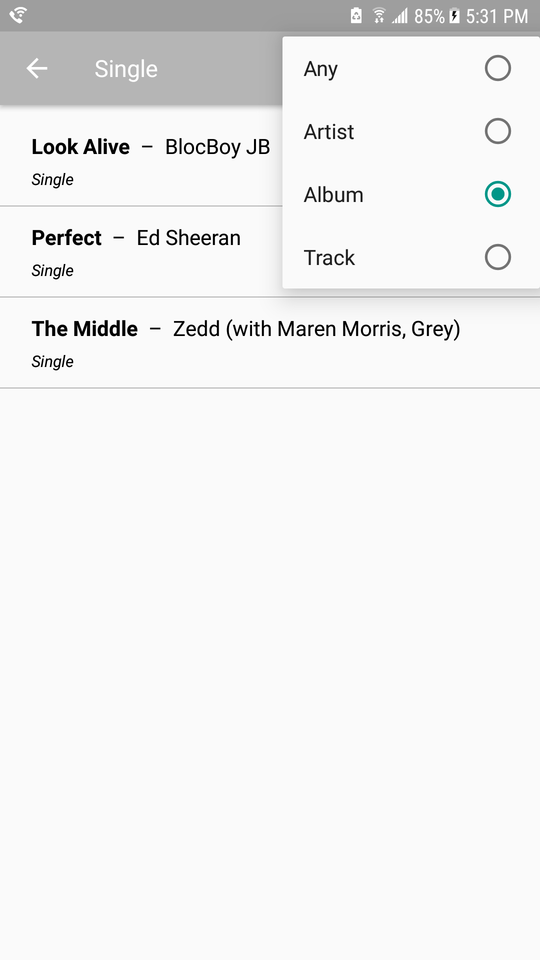 85% 5:31 PM
Single
Any
Artist
Album
Track
Look Alive – BlocBoy JB
Single
Perfect – Ed Sheeran
Single
The Middle – Zedd (with Maren Morris, Grey)
Single